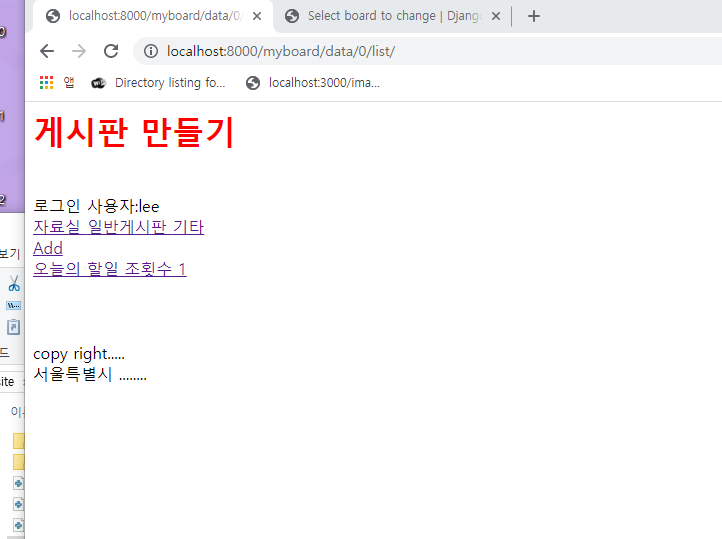 localhost:8000/myboard/data/0/
Select board to change | Django
localhost:8000/myboard/data/0/list/
앱
Directory listing fo...
localhost:3000/ima...
게시판 만들기
로그인 사용자:lee
자료실 일반게시판 기타
Add
오늘의 할일 조횟수 1
copy right.....
서울특별시 ........
보기